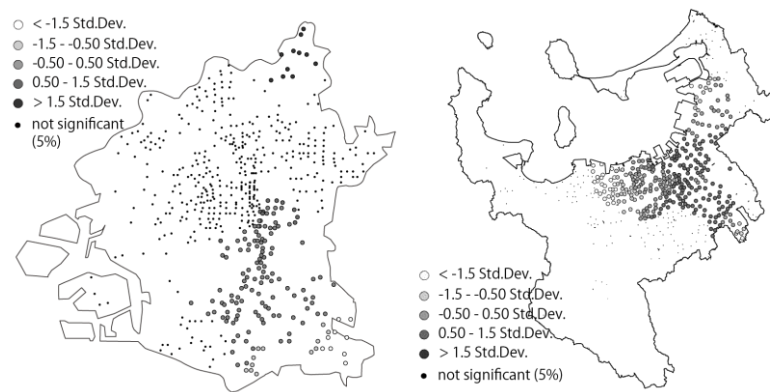 < -1.5 Std.Dev.
-1.5 - -0.50 Std.Dev.
-0.50 - 0.50 Std.Dev.
0.50 - 1.5 Std.Dev.
> 1.5 Std.Dev.
not significant
(5%)
< -1.5 Std.Dev.
-1.5 - -0.50 Std.Dev.
-0.50 - 0.50 Std.Dev.
0.50 - 1.5 Std.Dev.
> 1.5 Std.Dev.
not significant (5%)